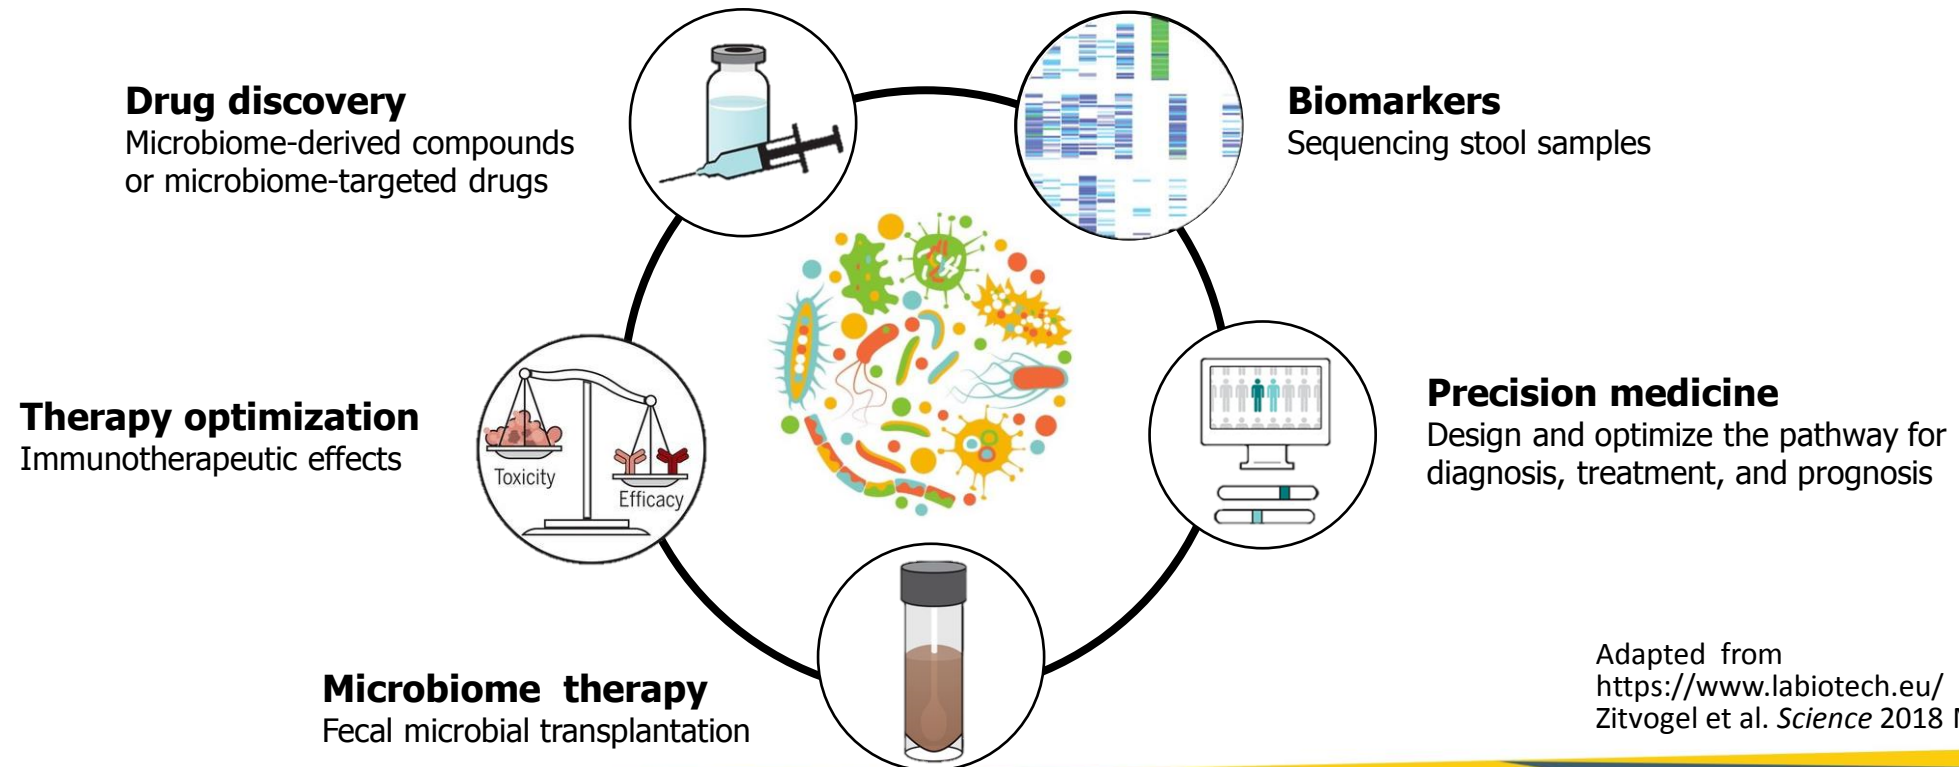 Drug discovery
Microbiome-derived compounds
or microbiome-targeted drugs
Biomarkers
Sequencing stool samples
Therapy optimization
Immunotherapeutic effects
Toxicity
Efficacy
Precision medicine
Design and optimize the pathway for
diagnosis, treatment, and prognosis
Microbiome therapy
Fecal microbial transplantation
Adapted from
https://www.labiotech.eu/
Zitvogel et al. Science 2018